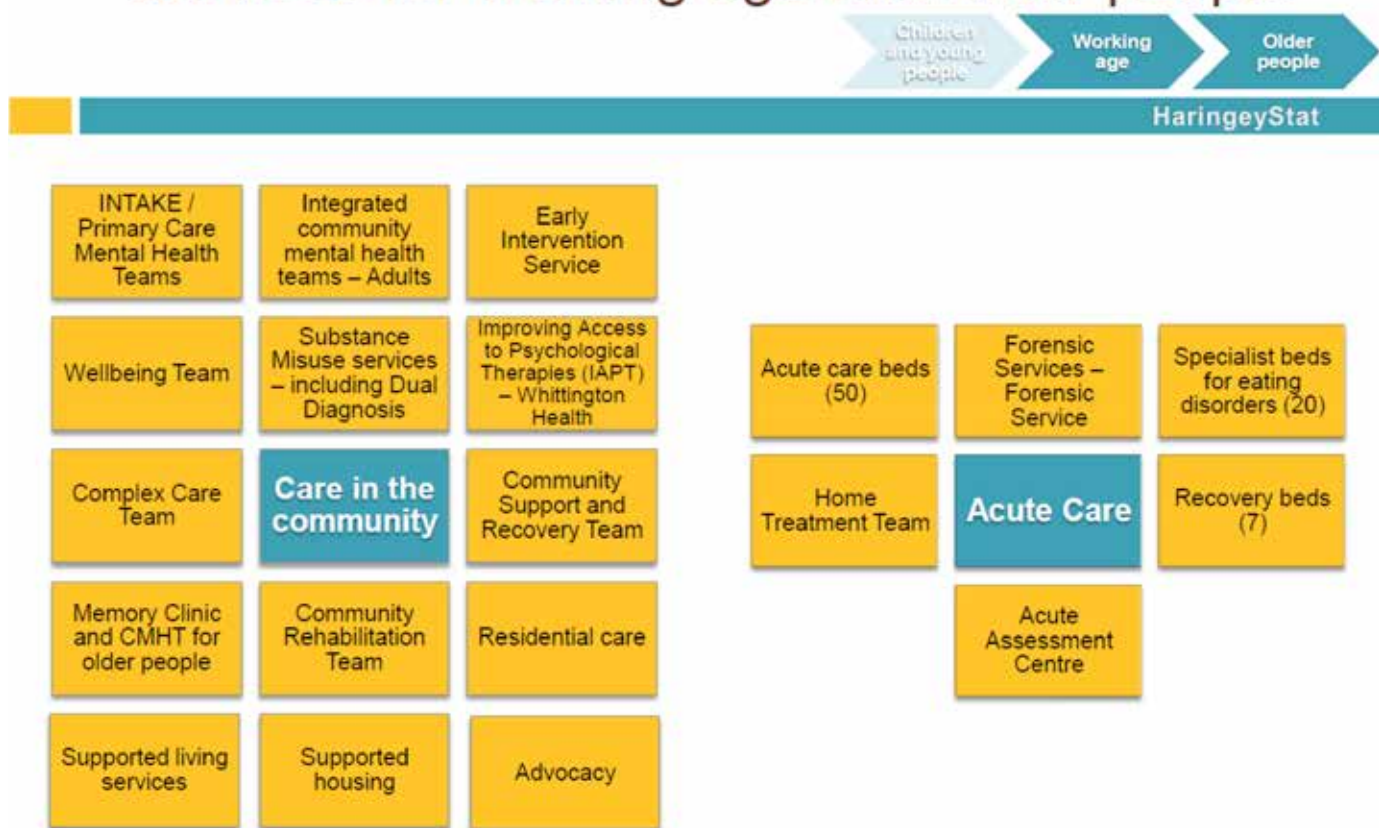 Children
and young
people
Working
age
Older
people
HaringeyStat
INTAKE /
Primary Care
Mental Health
Teams
Integrated
community
mental health
teams – Adults
Early
Intervention
Service
Wellbeing Team
Substance
Misuse services
– including Dual
Diagnosis
Improving Access
to Psychological
Therapies (IAPT)
– Whittington
Health
Complex Care
Team
Care in the
community
Community
Support and
Recovery Team
Memory Clinic
and CMHT for
older people
Community
Rehabilitation
Team
Residential care
Supported living
services
Supported
housing
Advocacy
Acute care beds
(50)
Forensic
Services –
Forensic
Service
Specialist beds
for eating
disorders (20)
Home
Treatment Team
Acute Care
Recovery beds
(7)
Acute
Assessment
Centre